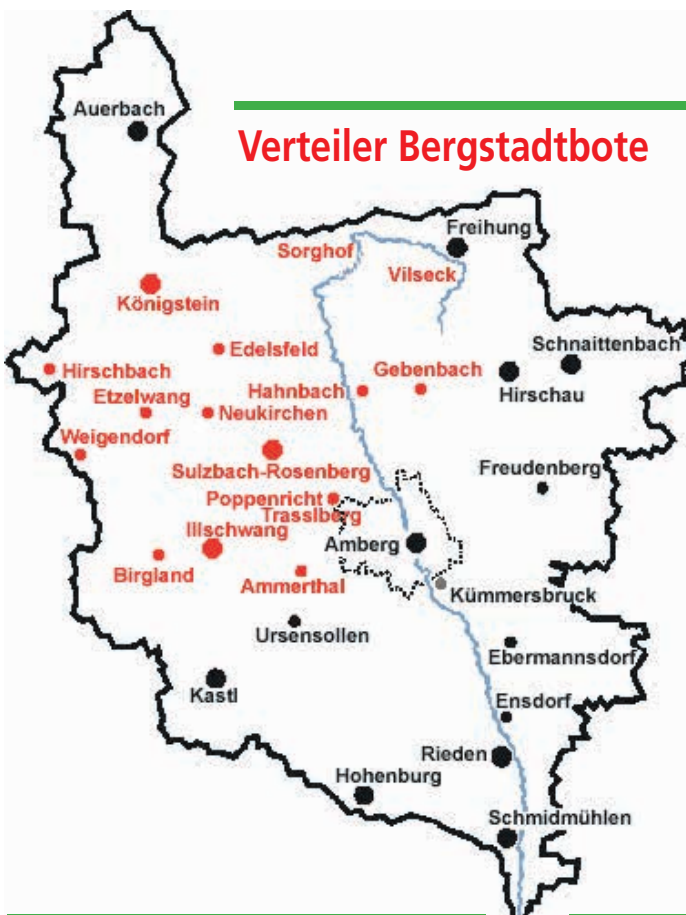 Auerbach
Verteiler Bergstadtbote
Freihung
Sorghof
Vilseck
Königstein
Edelsfeld
Schnaittenbach
Hirschbach
Gebenbach
Hirschau
Etzelwang
Hahnbach
Neukirchen
Weigendorf
Sulzbach-Rosenberg
Freudenberg
Poppenricht
Trasslberg
Illschwang
Amberg
Birgland
Ammerthal
Kümmersbruck
Ursensollen
Ebermannsdorf
Kastl
Ensdorf
Rieden
Hohenburg
Schmidmühlen